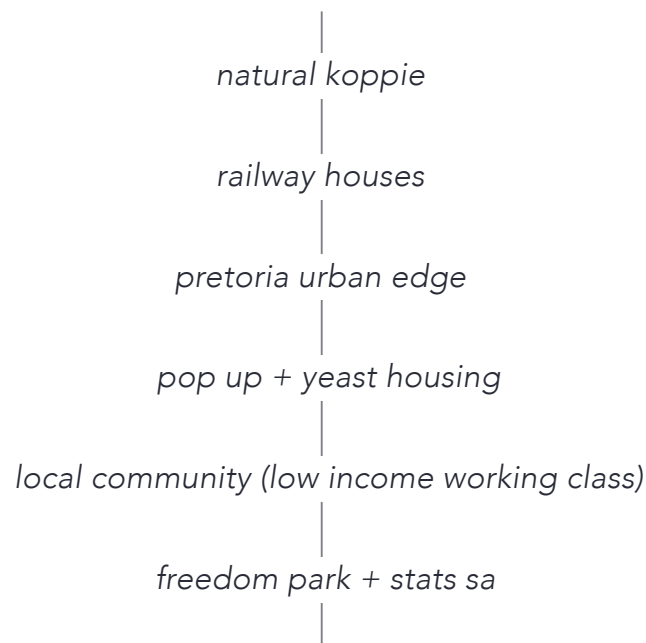 natural koppie
railway houses
pretoria urban edge
pop up + yeast housing
local community (low income working class)
freedom park + stats sa